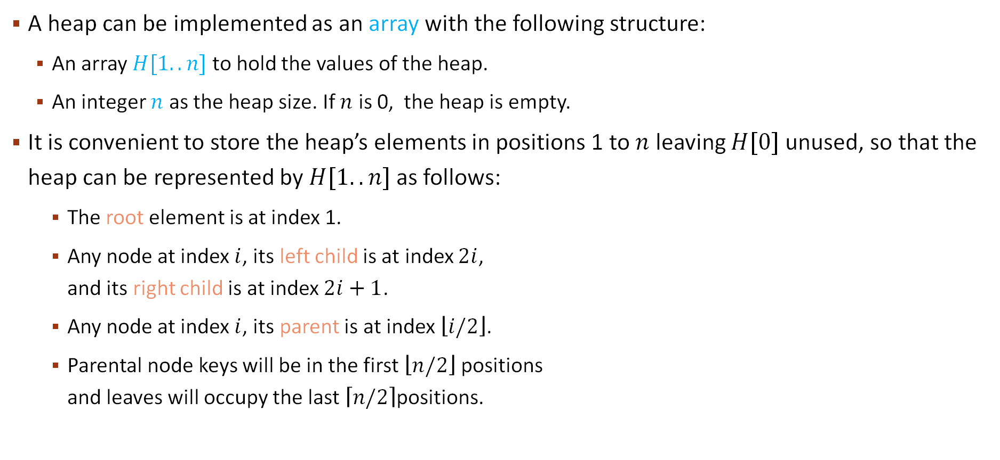 ▪ A heap can be implemented as an array with the following structure:
▪ An array H[1..n] to hold the values of the heap.
▪ An integer n as the heap size. If n is 0,  the heap is empty.
▪ It is convenient to store the heap’s elements in positions 1 to n leaving H[0] unused, so that the
heap can be represented by H[1..n] as follows:
▪ The root element is at index 1.
▪ Any node at index i, its left child is at index 2i,
and its right child is at index 2i + 1.
▪ Any node at index i, its parent is at index ⌊i/2⌋.
▪ Parental node keys will be in the first ⌊n/2⌋ positions
and leaves will occupy the last ⌈n/2⌉positions.